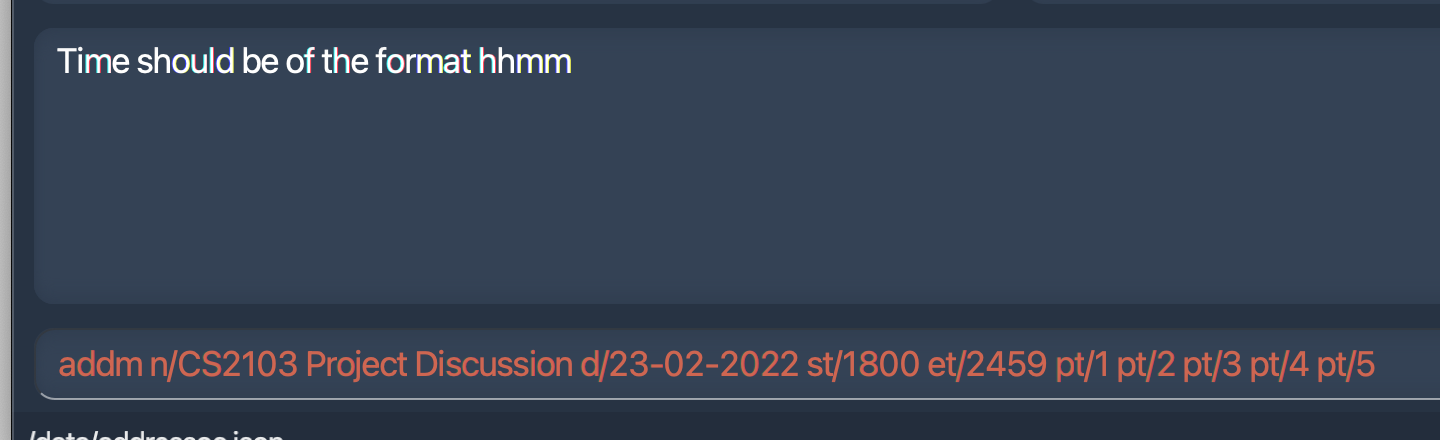 Time should be of the format hhmm
addm n/CS2103 Project Discussion d/23-02-2022 st/1800 et/2459 pt/1 pt/2 pt/3 pt/4 pt/5